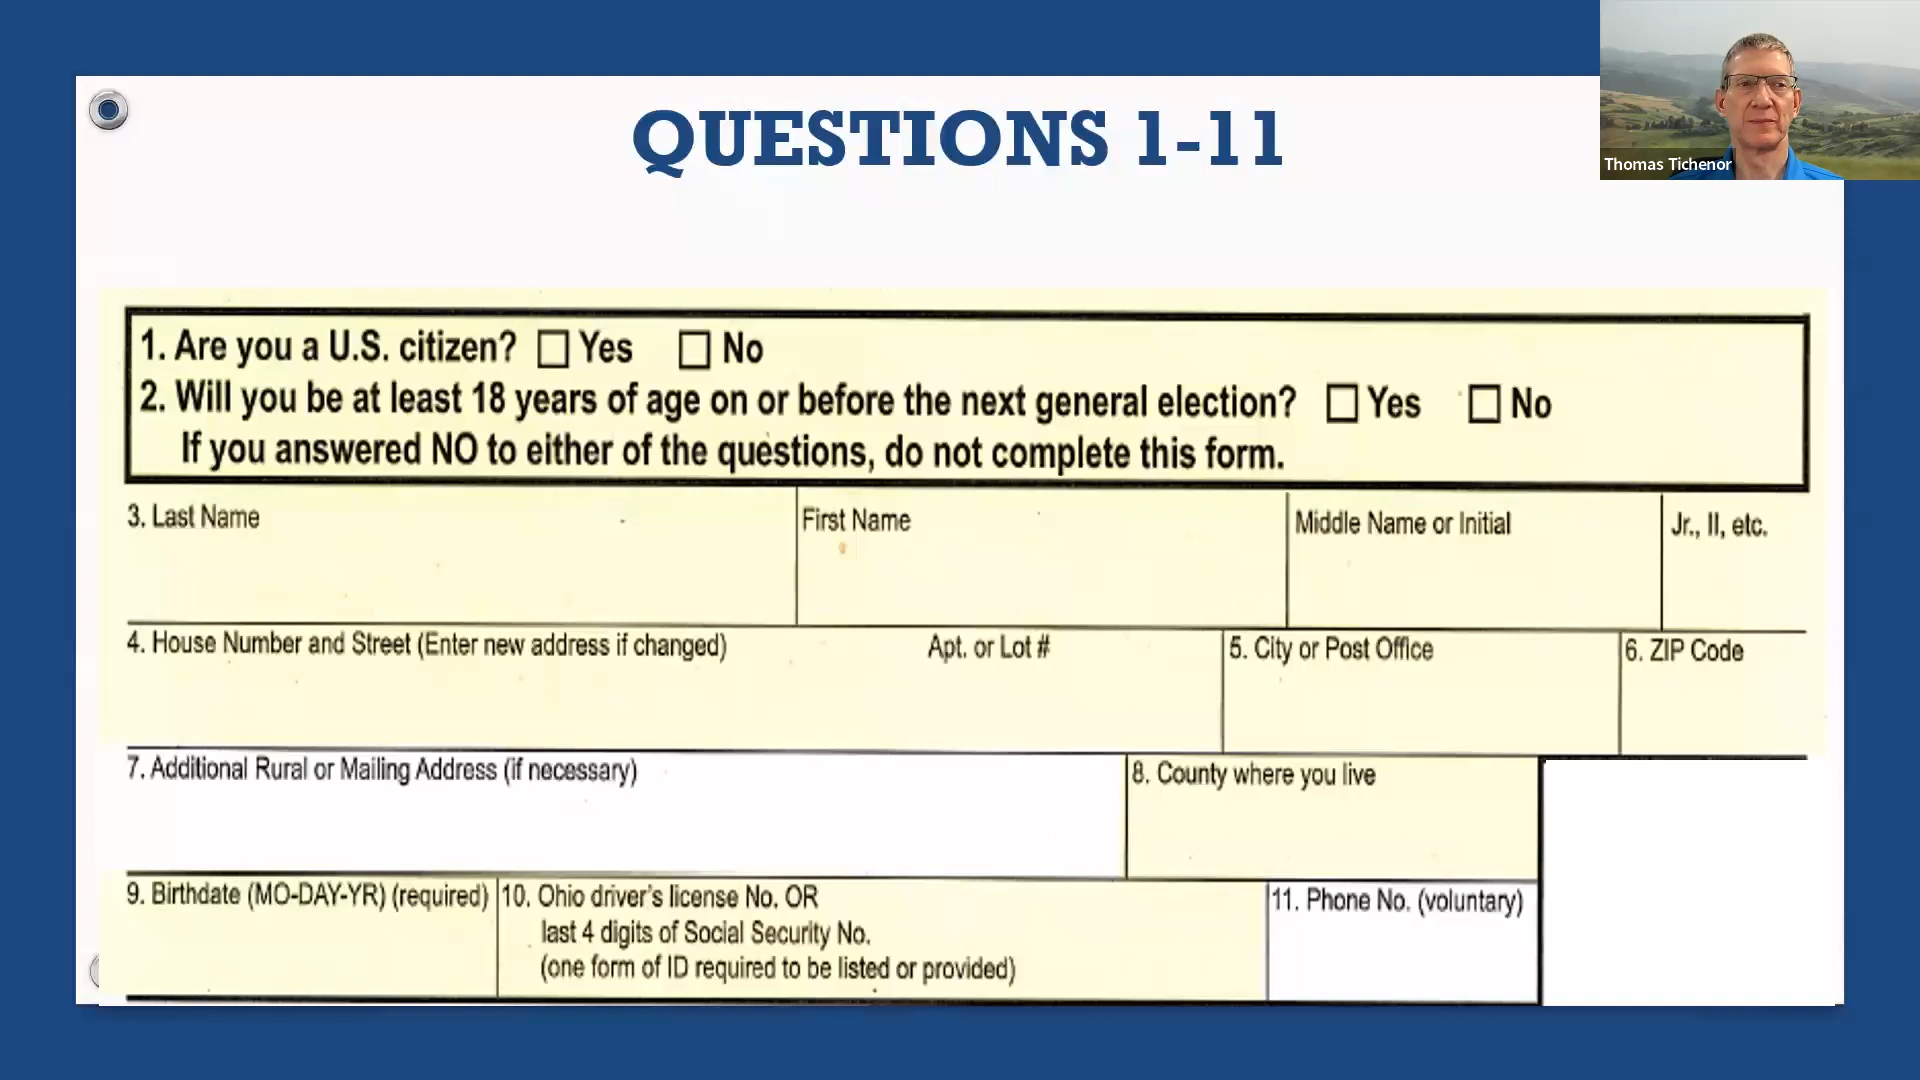 QUESTIONS 1-11
Thomas Tichenor
1. Are you a U.S. citizen? Yes No
2. Will you be at least 18 years of age on or before the next general election? Yes No
If you answered NO to either of the questions, do not complete this form.
3. Last Name First Name Middle Name or Initial Jr., II, etc.
4. House Number and Street (Enter new address if changed) Apt. or Lot # 5. City or Post Office 6. ZIP Code
7. Additional Rural or Mailing Address (if necessary) 8. County where you live
9. Birthdate (MO-DAY-YR) (required) 10. Ohio driver's license No. OR 11. Phone No. (voluntary)
last 4 digits of Social Security No.
(one form of ID required to be listed or provided)